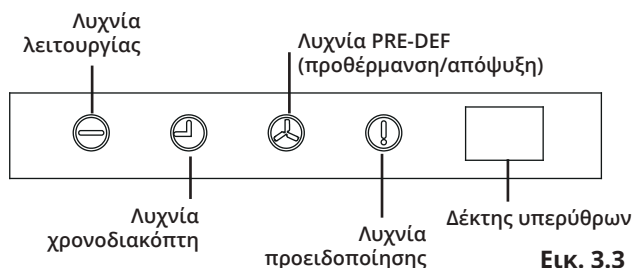 Λυχνία
λειτουργίας
Λυχνία PRE-DEF
(προθέρμανση/απόψυξη)
Λυχνία
χρονοδιακόπτη
Λυχνία
προειδοποίησης
Δέκτης υπερύθρων
Εικ. 3.3